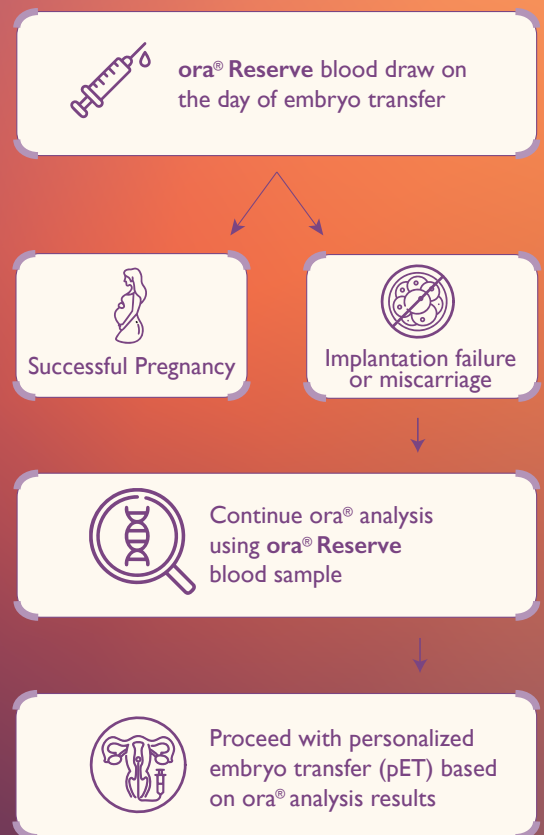 ora® Reserve blood draw on
the day of embryo transfer
Successful Pregnancy
Implantation failure
or miscarriage
Continue ora® analysis
using ora® Reserve
blood sample
Proceed with personalized
embryo transfer (pET) based
on ora® analysis results